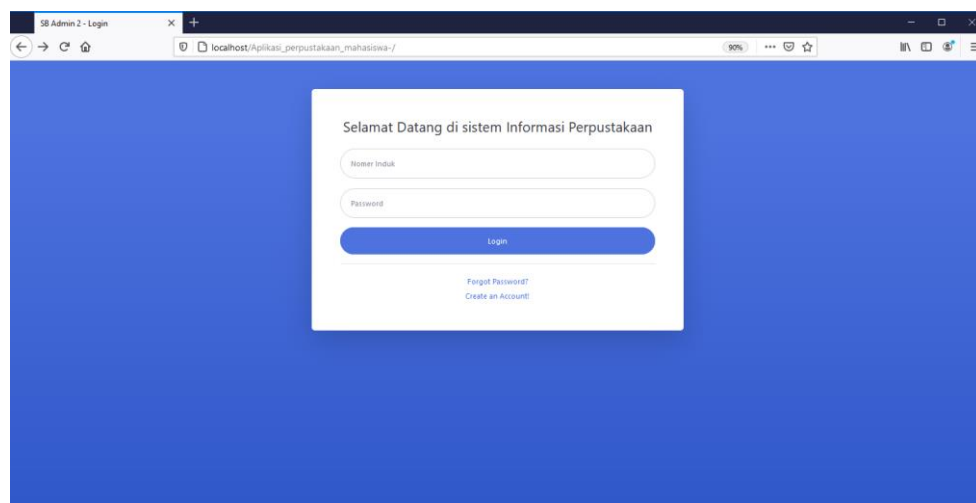 SB Admin 2 - Login
localhost/Aplikasi_perpustakaan_mahasiswa-/
90%
Selamat Datang di sistem Informasi Perpustakaan
Nomer Induk
Password
Login
Forgot Password?
Create an Account!